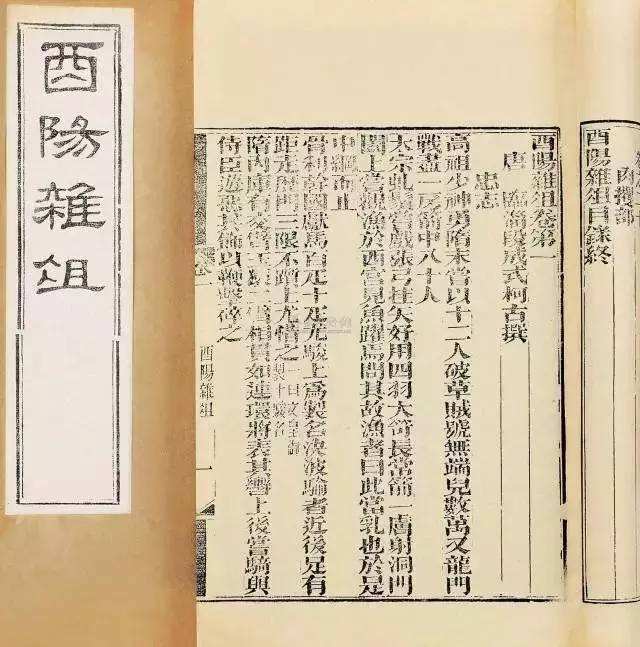 酉陽雜俎
肉攫部
酉陽雜俎目錄終
酉陽雜俎卷第一
唐 臨淄段成式柯古撰
忠志
高祖少神勇隋末嘗以十二人破草賊號無端兒數萬又龍門
戰盡一房箭中八十人
太宗虬鬚嘗戲張弓挂矢好用四羽大笴長常箭一膚射洞門
闔上嘗觀漁於西宮見魚躍焉問其故漁者曰此當乳也於是
中網而止
骨利幹國獻馬百疋十疋尤駿上爲製名決波騟者近後足有
距走歷門三限不躓上尤惜之
隋內庫有交臂玉猿二臂相貫如連環將表其轡上後嘗騎與
侍臣遊惡其飾以鞭擊碎之
酉陽雜俎
一